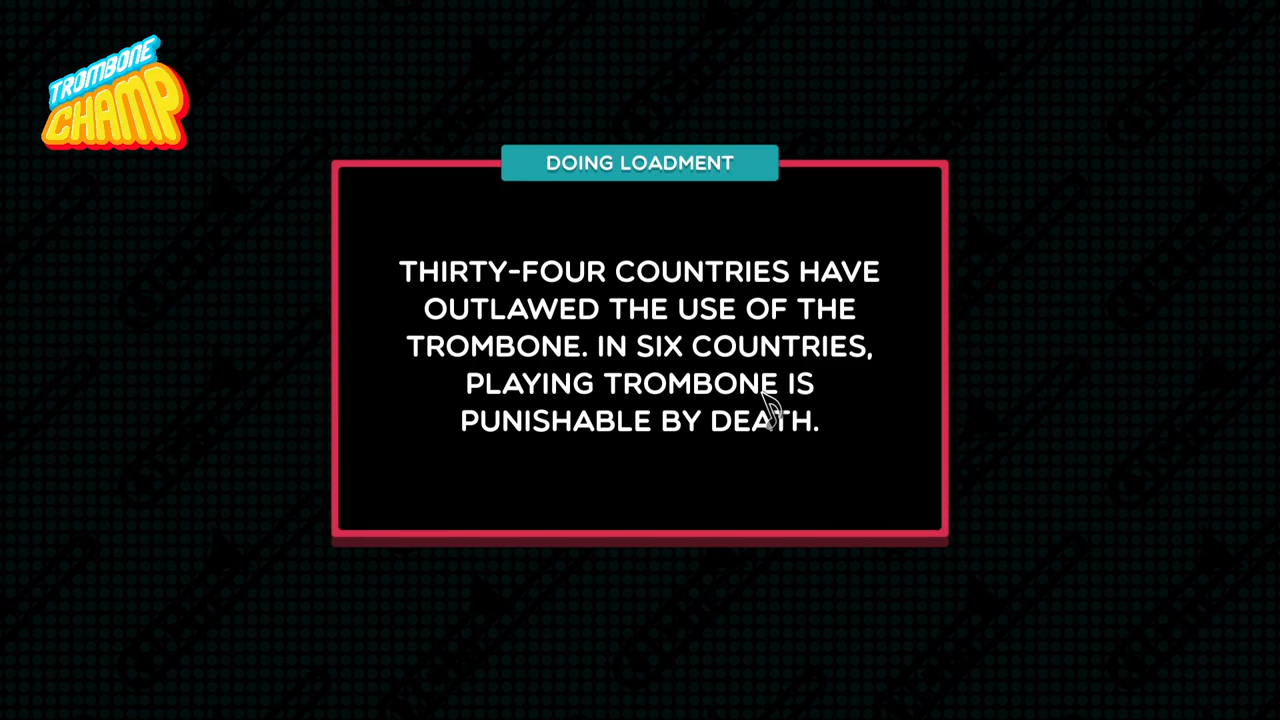 TROMBONE
CHAMP
DOING LOADMENT
THIRTY-FOUR COUNTRIES HAVE
OUTLAWED THE USE OF THE
TROMBONE. IN SIX COUNTRIES,
PLAYING TROMBONE IS
PUNISHABLE BY DEATH.